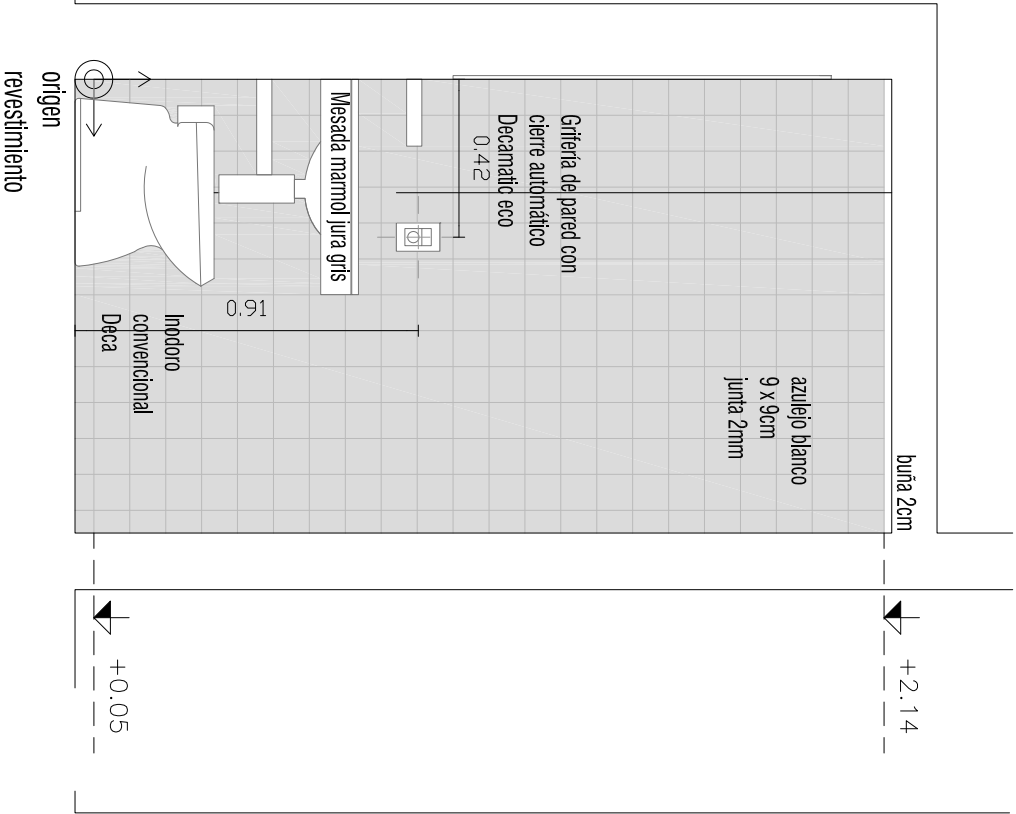 buña 2cm
+2.14
azulejo blanco
9 x 9cm
junta 2mm
Grifería de pared con
cierre automático
Decamatic eco
0.42
Mesada marmol jura gris
0.91
Inodoro
convencional
Deca
+0.05
origen
revestimiento